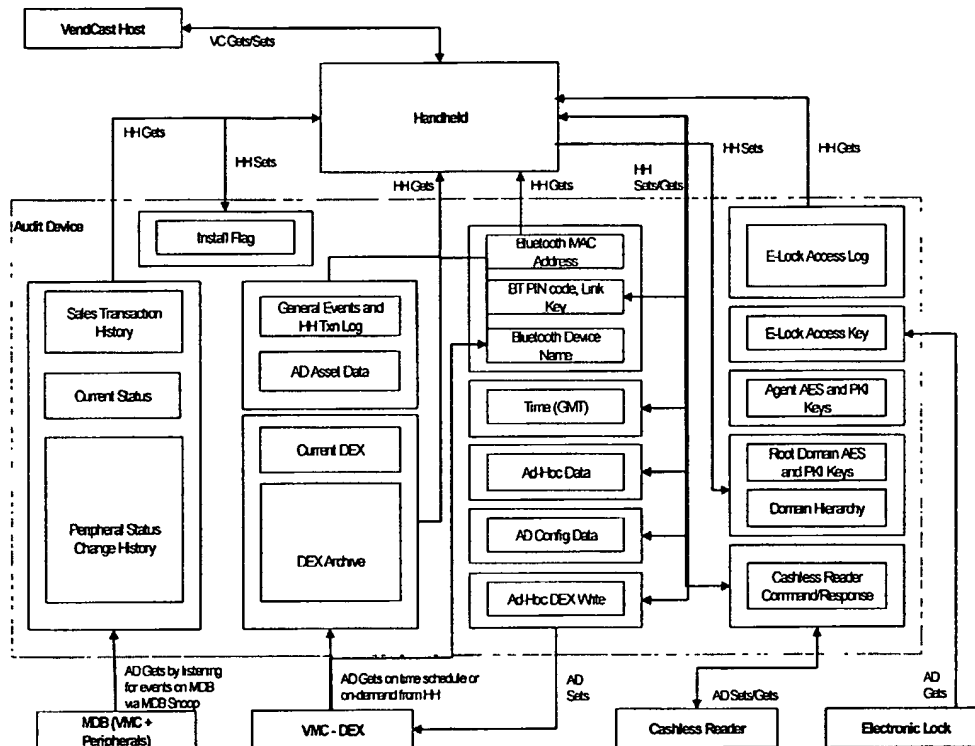 VendCast Host
VC Gets/Sets
Handheld
HH Gets
HH Sets
HH Gets
HH Gets
HH
Sets/Gets
HH Sets
HH Gets
Audit Device
Install Flag
Bluetooth MAC
Address
BT PIN code, Link
Key
Bluetooth Device
Name
E-Lock Access Log
Sales Transaction
History
General Events and
HH Txn Log
E-Lock Access Key
Current Status
AD Asset Data
Time (GMT)
Agent AES and PKI
Keys
Current DEX
Ad-Hoc Data
Root Domain AES
and PKI Keys
Domain Hierarchy
Peripheral Status
Change History
DEX Archive
AD Config Data
Ad-Hoc DEX Write
Cashless Reader
Command/Response
AD Gets by listening
for events on MDB
via MDB Snoop
AD Gets on time schedule or
on-demand from HH
AD
Sets
AD Sets/Gets
AD
Gets
MDB (VMC +
Peripherals)
VMC - DEX
Cashless Reader
Electronic Lock